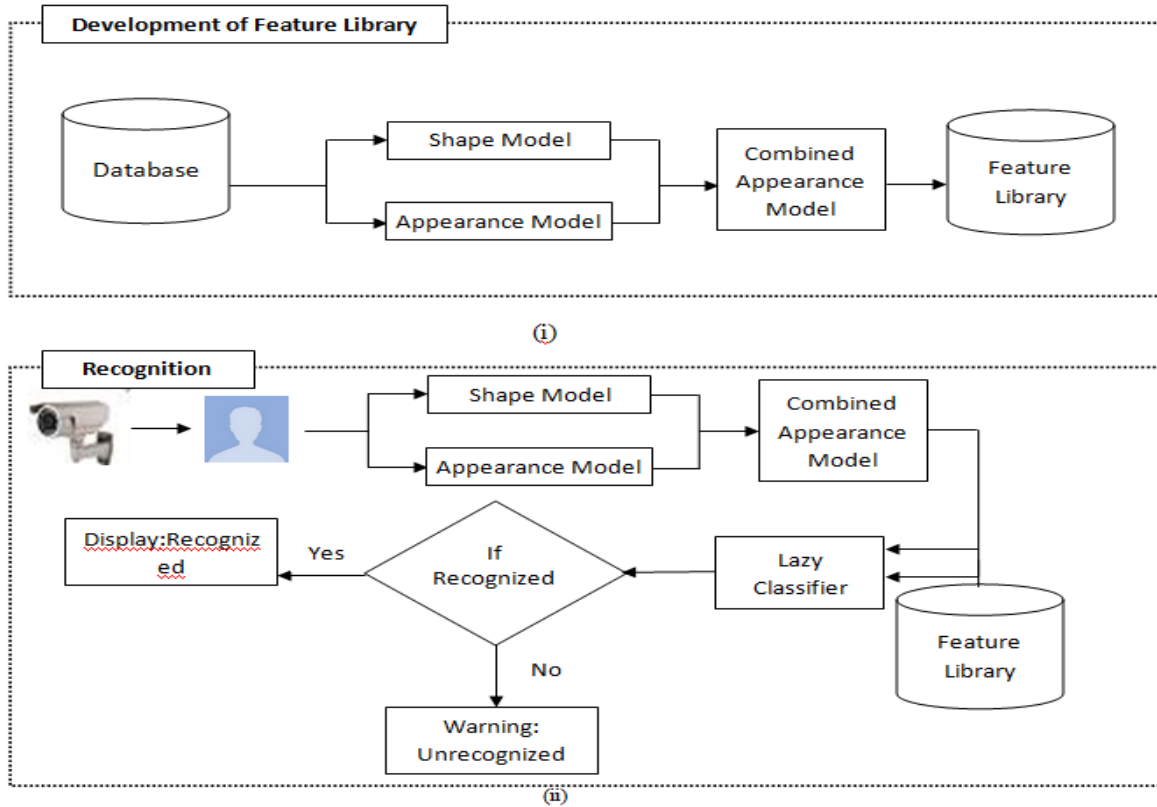 Development of Feature Library
Database
Shape Model
Appearance Model
Combined
Appearance
Model
Feature
Library
(i)
Recognition
Shape Model
Appearance Model
Combined
Appearance
Model
Display:Recogniz
ed
Yes
If
Recognized
Lazy
Classifier
Feature
Library
No
Warning:
Unrecognized
(ii)